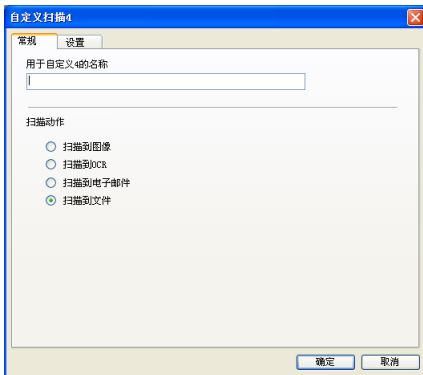 自定义扫描4
常规 设置
用于自定义4的名称
扫描动作
扫描到图像
扫描到OCR
扫描到电子邮件
扫描到文件
确定 取消